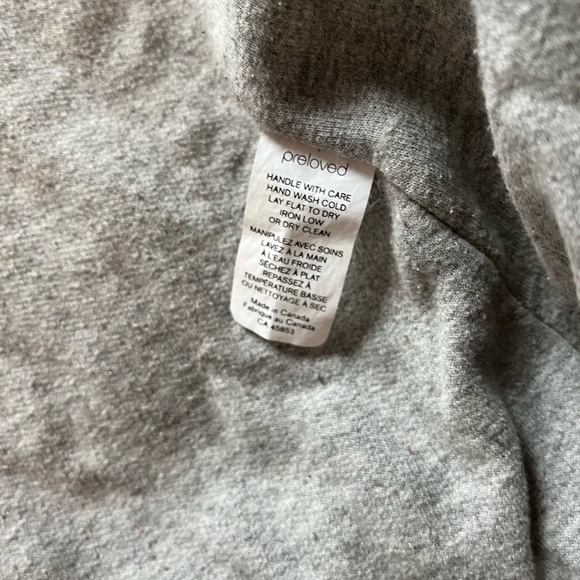 preloved
HANDLE WITH CARE
HAND WASH COLD
LAY FLAT TO DRY
IRON LOW
OR DRY CLEAN
MANIPULEZ AVEC SOINS
LAVEZ À LA MAIN
À L'EAU FROIDE
SÉCHEZ À PLAT
REPASSEZ À
TEMPÉRATURE BASSE
OU NETTOYAGE À SEC
Made in Canada
Fabrique au Canada
CA 45853